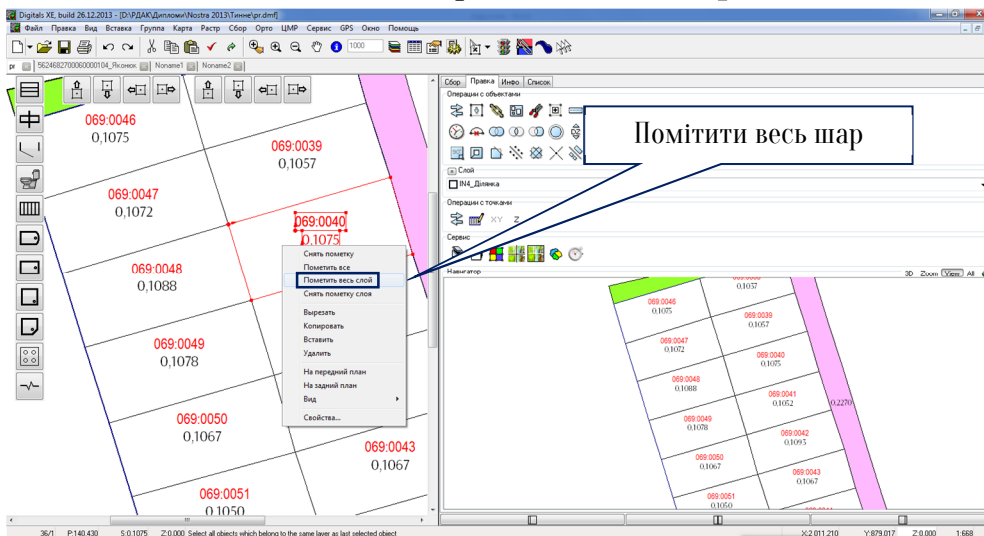 Digitals XE, build 26.12.2013 - [D:\РДАК\Дипломи\Nostra 2013\Тинне\pr.dmf]
Файл Правка Вид Вставка Группа Карта Растр Сбор Орто ЦМР Сервис GPS Окно Помощь
1000
pr 5624682700060000104_Як.онюк Noname1 Noname2
Сбор Правка Инфо Список
Операции с объектами
Слой
IN4_Ділянка
Операции с точками
XY Z
Сервис
Навигатор
3D Zoom View All
Помітити весь шар
069:0046
0,1075
069:0039
0,1057
069:0047
0,1072
069:0040
0,1075
069:0048
0,1088
069:0049
0,1078
069:0050
0,1067
069:0043
0,1067
069:0051
0,1050
Снять пометку
Пометить все
Пометить весь слой
Снять пометку слоя
Вырезать
Копировать
Вставить
Удалить
На передний план
На задний план
Вид
Свойства...
0,1037
069:0046
0,1075
069:0039
0,1057
069:0047
0,1072
069:0040
0,1075
069:0048
0,1088
069:0041
0,1052
0,2270
069:0049
0,1078
069:0042
0,1093
069:0050
0,1067
069:0043
0,1067
069:0051
0,1050
36/1 P:140.430 S:0.1075 Z:0.000 Select all objects which belong to the same layer as last selected object
X:2 011.210 Y:879.017 Z:0.000 1:668